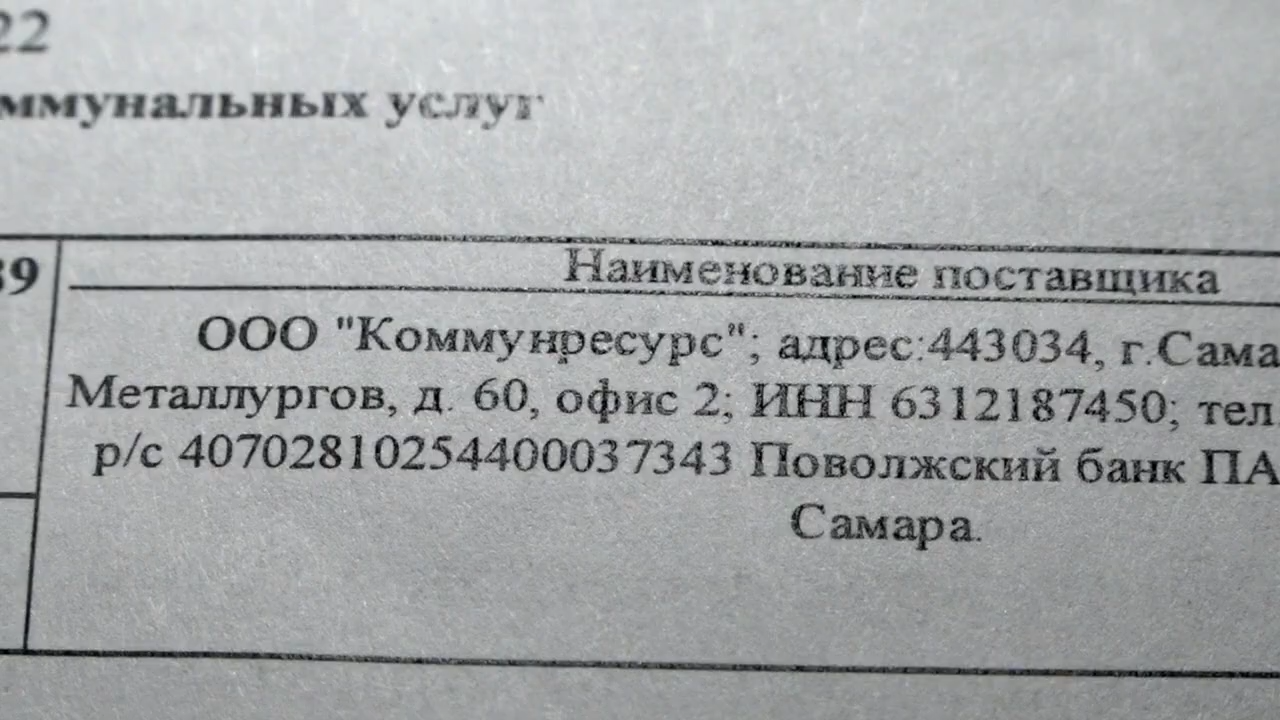 22
ммунальных услуг
39
Наименование поставщика
ООО "Коммунресурс"; адрес:443034, г.Сама
Металлургов, д. 60, офис 2; ИНН 6312187450; тел
р/с 40702810254400037343 Поволжский банк ПА
Самара.